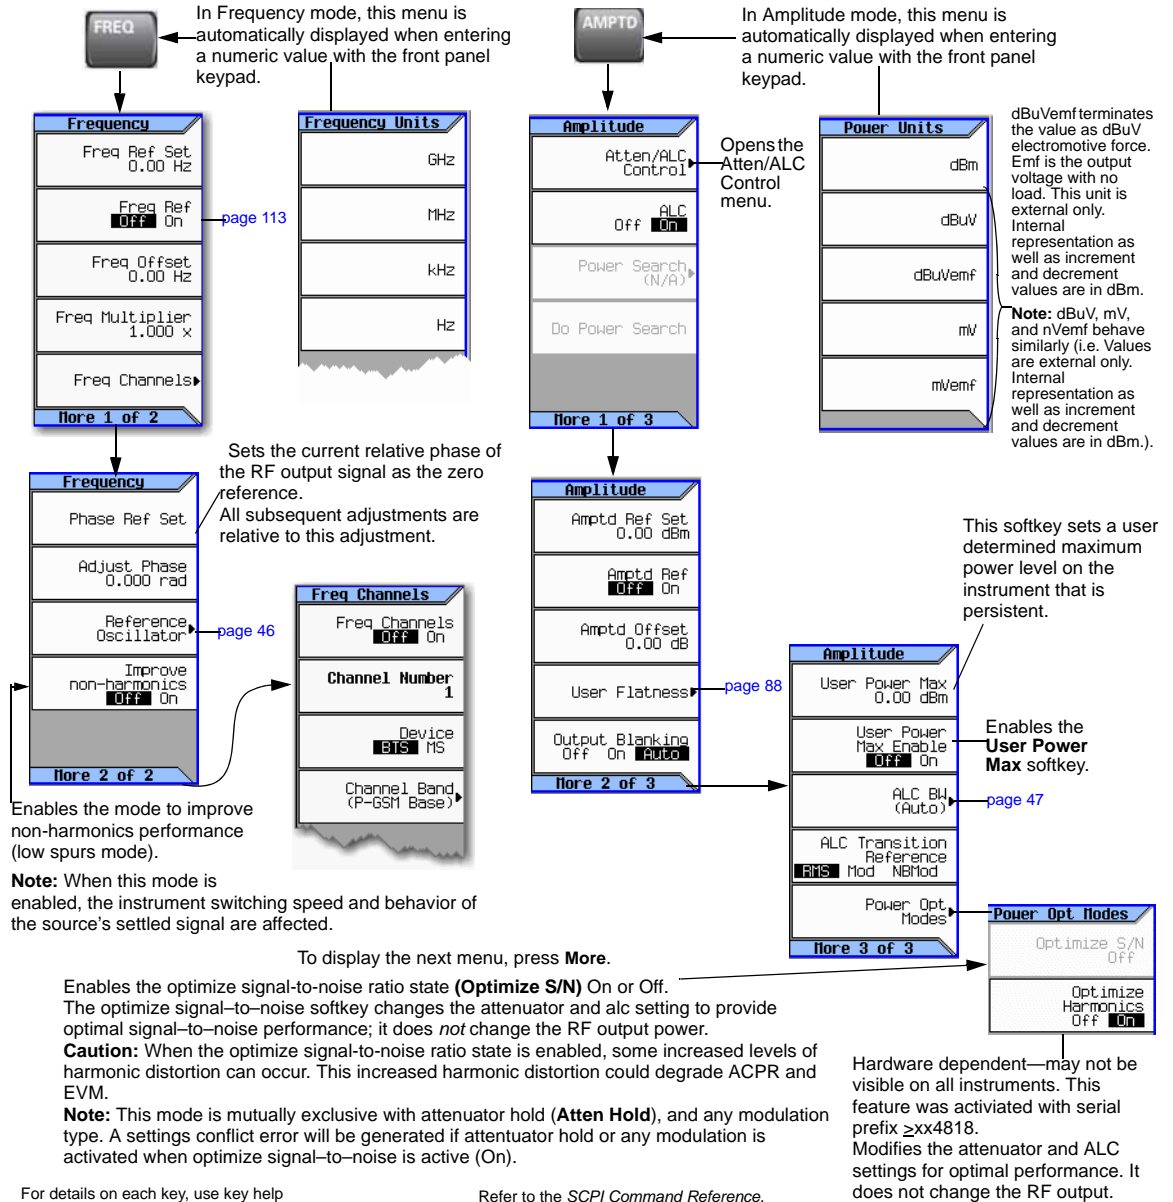 FREQ
In Frequency mode, this menu is
automatically displayed when entering
a numeric value with the front panel
keypad.
AMPTD
In Amplitude mode, this menu is
automatically displayed when entering
a numeric value with the front panel
keypad.
Frequency
Freq Ref Set
0.00 Hz
Freq Ref
Off On
page 113
Freq Offset
0.00 Hz
Freq Multiplier
1.000 x
Freq Channels
More 1 of 2
Frequency Units
GHz
MHz
kHz
Hz
Amplitude
Atten/ALC
Control
Opens the
Atten/ALC
Control
menu.
ALC
Off On
Power Search
(N/A)
Do Power Search
More 1 of 3
Power Units
dBm
dBuV
dBuVemf
mV
mVemf
dBuVemf terminates
the value as dBuV
electromotive force.
Emf is the output
voltage with no
load. This unit is
external only.
Internal
representation as
well as increment
and decrement
values are in dBm.
Note: dBuV, mV,
and nVemf behave
similarly (i.e. Values
are external only.
Internal
representation as
well as increment
and decrement
values are in dBm.).
Frequency
Phase Ref Set
Adjust Phase
0.000 rad
Reference
Oscillator
page 46
Improve
non-harmonics
Off On
More 2 of 2
Sets the current relative phase of
the RF output signal as the zero
reference.
All subsequent adjustments are
relative to this adjustment.
Freq Channels
Freq Channels
Off On
Channel Number
1
Device
BTS MS
Channel Band
(P-GSM Base)
Amplitude
Amptd Ref Set
0.00 dBm
Amptd Ref
Off On
Amptd Offset
0.00 dB
User Flatness
page 88
Output Blanking
Off On Auto
More 2 of 3
This softkey sets a user
determined maximum
power level on the
instrument that is
persistent.
Amplitude
User Power Max
0.00 dBm
User Power
Max Enable
Off On
Enables the
User Power
Max softkey.
ALC BW
(Auto)
page 47
ALC Transition
Reference
RMS Mod NBMod
Power Opt
Modes
More 3 of 3
Power Opt Modes
Optimize S/N
Off
Optimize
Harmonics
Off On
Enables the mode to improve
non-harmonics performance
(low spurs mode).
Note: When this mode is
enabled, the instrument switching speed and behavior of
the source's settled signal are affected.
To display the next menu, press More.
Enables the optimize signal-to-noise ratio state (Optimize S/N) On or Off.
The optimize signal–to–noise softkey changes the attenuator and alc setting to provide
optimal signal–to–noise performance; it does not change the RF output power.
Caution: When the optimize signal-to-noise ratio state is enabled, some increased levels of
harmonic distortion can occur. This increased harmonic distortion could degrade ACPR and
EVM.
Note: This mode is mutually exclusive with attenuator hold (Atten Hold), and any modulation
type. A settings conflict error will be generated if attentuator hold or any modulation is
activated when optimize signal–to–noise is active (On).
Hardware dependent—may not be
visible on all instruments. This
feature was activiated with serial
prefix >xx4818.
Modifies the attenuator and ALC
settings for optimal performance. It
does not change the RF output.
For details on each key, use key help
Refer to the SCPI Command Reference.